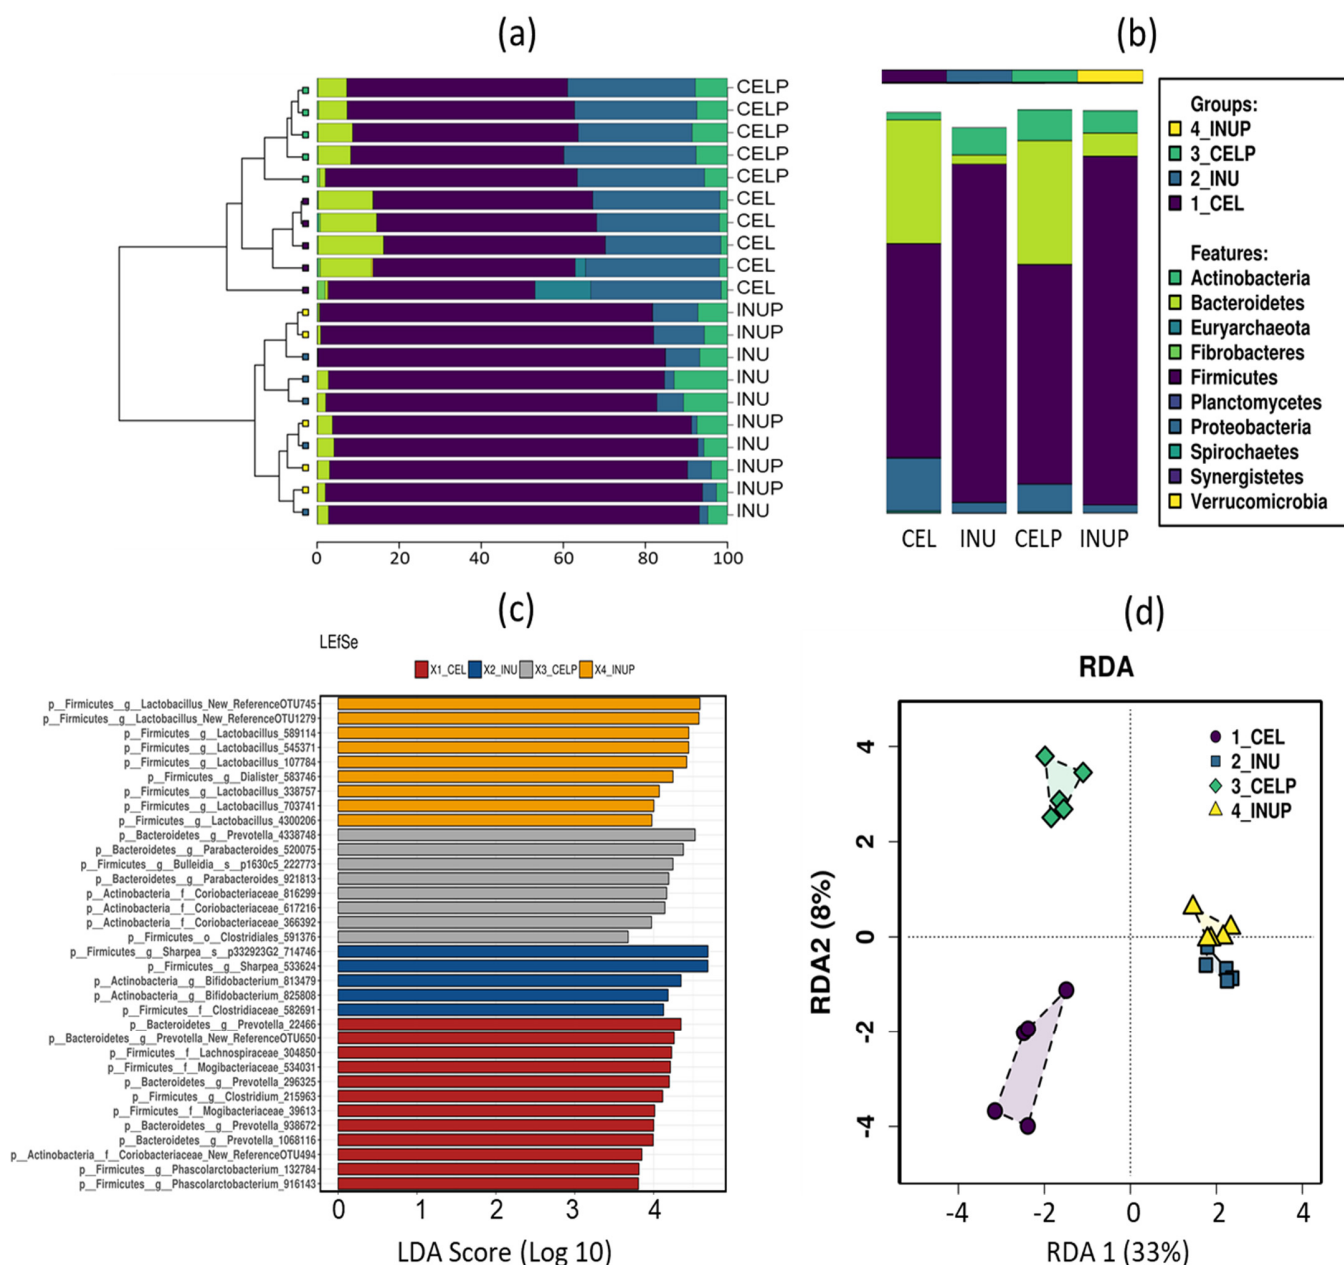 (a)
CELP
CELP
CELP
CELP
CELP
CEL
CEL
CEL
CEL
CEL
INUP
INUP
INU
INU
INU
INUP
INU
INUP
INUP
INU
0 20 40 60 80 100
(b)
CEL INU CELP INUP
Groups:
4_INUP
3_CELP
2_INU
1_CEL
Features:
Actinobacteria
Bacteroidetes
Euryarchaeota
Fibrobacteres
Firmicutes
Planctomycetes
Proteobacteria
Spirochaetes
Synergistetes
Verrucomicrobia
(c)
LEfSe
X1_CEL X2_INU X3_CELP X4_INUP
p__Firmicutes__g__Lactobacillus_New_ReferenceOTU745
p__Firmicutes__g__Lactobacillus_New_ReferenceOTU1279
p__Firmicutes__g__Lactobacillus_589114
p__Firmicutes__g__Lactobacillus_545371
p__Firmicutes__g__Lactobacillus_107784
p__Firmicutes__g__Dialister_583746
p__Firmicutes__g__Lactobacillus_338757
p__Firmicutes__g__Lactobacillus_703741
p__Firmicutes__g__Lactobacillus_4300206
p__Bacteroidetes__g__Prevotella_4338748
p__Bacteroidetes__g__Parabacteroides_520075
p__Firmicutes__g__Bulleidia__s__p1630c5_222773
p__Bacteroidetes__g__Parabacteroides_921813
p__Actinobacteria__f__Coriobacteriaceae_816299
p__Actinobacteria__f__Coriobacteriaceae_617216
p__Actinobacteria__f__Coriobacteriaceae_366392
p__Firmicutes__o__Clostridiales_591376
p__Firmicutes__g__Sharpea__s__p332923G2_714746
p__Firmicutes__g__Sharpea_533624
p__Actinobacteria__g__Bifidobacterium_813479
p__Actinobacteria__g__Bifidobacterium_825808
p__Firmicutes__f__Clostridiaceae_582691
p__Bacteroidetes__g__Prevotella_22466
p__Bacteroidetes__g__Prevotella_New_ReferenceOTU650
p__Firmicutes__f__Lachnospiraceae_304850
p__Firmicutes__f__Mogibacteriaceae_534031
p__Bacteroidetes__g__Prevotella_296325
p__Firmicutes__g__Clostridium_215963
p__Firmicutes__f__Mogibacteriaceae_39613
p__Bacteroidetes__g__Prevotella_938672
p__Bacteroidetes__g__Prevotella_1068116
p__Actinobacteria__f__Coriobacteriaceae_New_ReferenceOTU494
p__Firmicutes__g__Phascolarctobacterium_132784
p__Firmicutes__g__Phascolarctobacterium_916143
0 1 2 3 4
LDA Score (Log 10)
(d)
RDA
1_CEL
2_INU
3_CELP
4_INUP
4
2
0
-2
-4
RDA2 (8%)
-4 -2 0 2 4
RDA 1 (33%)